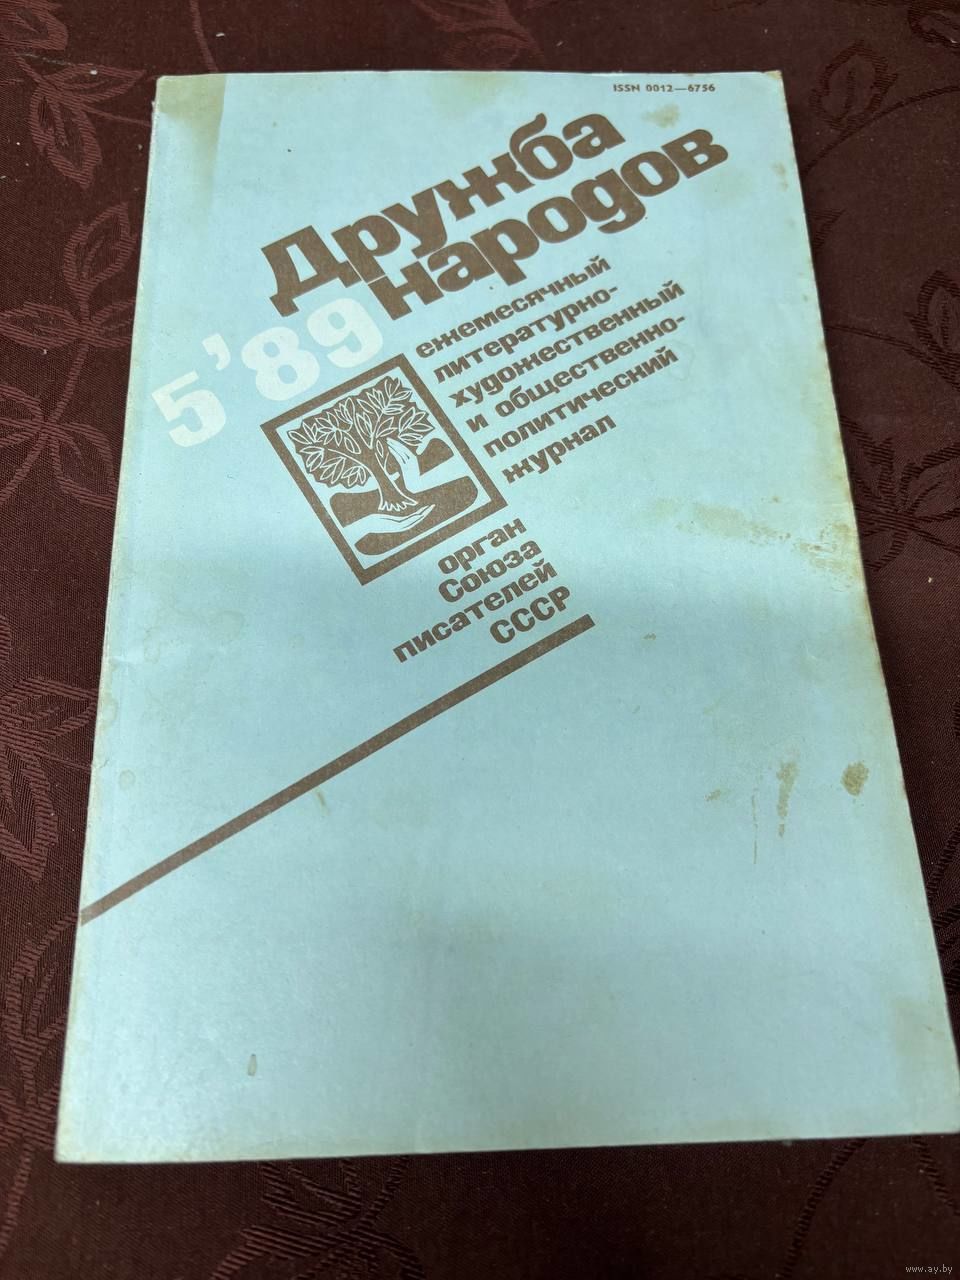 ISSN 0012—6756
Дружба
народов
5'89
ежемесячный
литературно-
художественный
и общественно-
политический
журнал
орган
Союза
писателей
СССР
www.ay.by